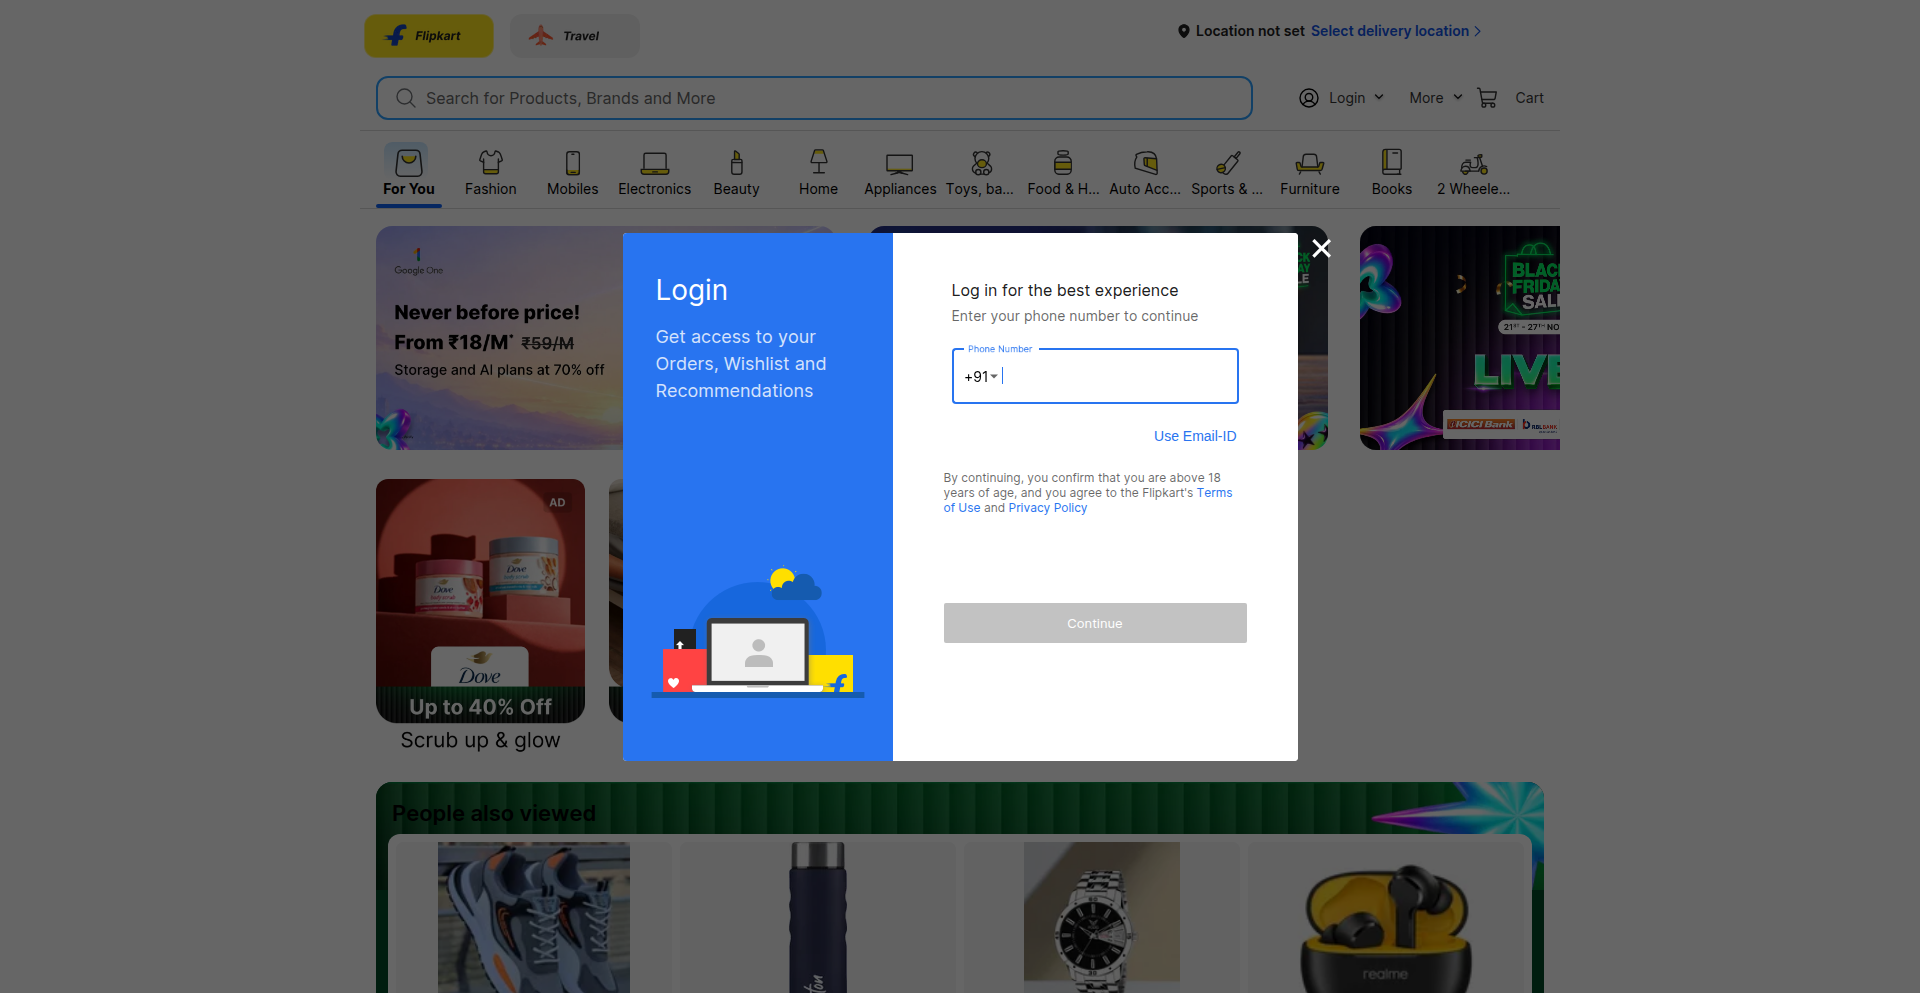 Flipkart
Travel
Location not set Select delivery location
Search for Products, Brands and More
Login
More
Cart
For You
Fashion
Mobiles
Electronics
Beauty
Home
Appliances
Toys, ba...
Food & H...
Auto Acc...
Sports & ...
Furniture
Books
2 Wheele...
Google One
Never before price!
From ₹18/M* ₹59/M
Storage and AI plans at 70% off
LIVE
ICICI Bank
RBLBANK
Login
Get access to your
Orders, Wishlist and
Recommendations
Log in for the best experience
Enter your phone number to continue
Phone Number
+91
Use Email-ID
By continuing, you confirm that you are above 18
years of age, and you agree to the Flipkart's Terms
of Use and Privacy Policy
Continue
AD
Dove
Dove
Dove
Up to 40% Off
Scrub up & glow
People also viewed
realme